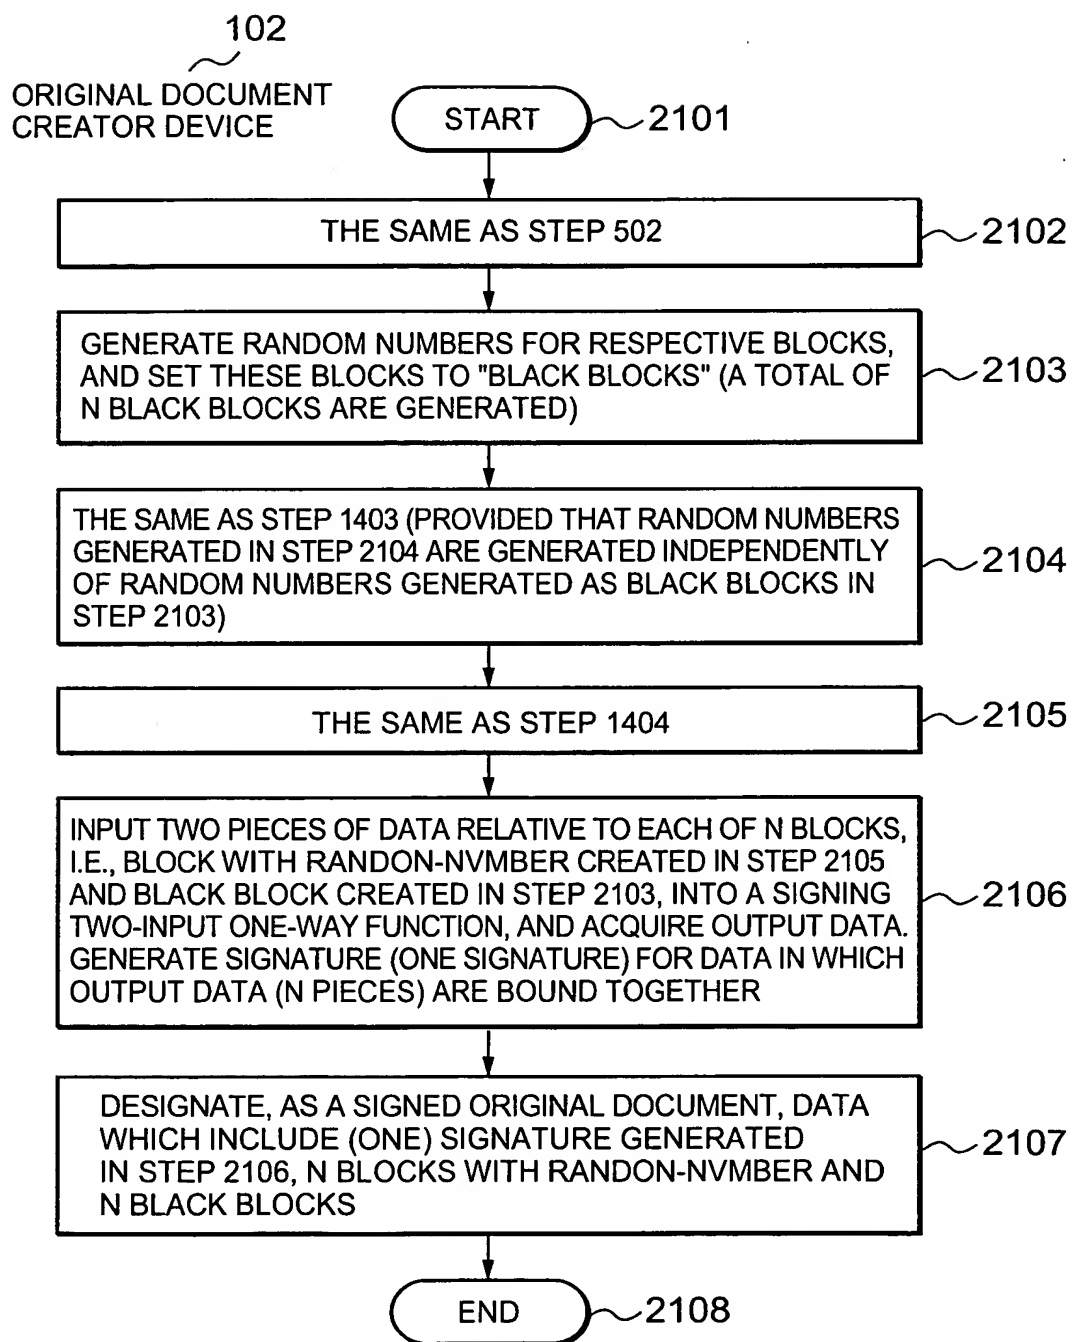 102
ORIGINAL DOCUMENT
CREATOR DEVICE
START
2101
THE SAME AS STEP 502
2102
GENERATE RANDOM NUMBERS FOR RESPECTIVE BLOCKS,
AND SET THESE BLOCKS TO "BLACK BLOCKS" (A TOTAL OF
N BLACK BLOCKS ARE GENERATED)
2103
THE SAME AS STEP 1403 (PROVIDED THAT RANDOM NUMBERS
GENERATED IN STEP 2104 ARE GENERATED INDEPENDENTLY
OF RANDOM NUMBERS GENERATED AS BLACK BLOCKS IN
STEP 2103)
2104
THE SAME AS STEP 1404
2105
INPUT TWO PIECES OF DATA RELATIVE TO EACH OF N BLOCKS,
I.E., BLOCK WITH RANDON-NVMBER CREATED IN STEP 2105
AND BLACK BLOCK CREATED IN STEP 2103, INTO A SIGNING
TWO-INPUT ONE-WAY FUNCTION, AND ACQUIRE OUTPUT DATA.
GENERATE SIGNATURE (ONE SIGNATURE) FOR DATA IN WHICH
OUTPUT DATA (N PIECES) ARE BOUND TOGETHER
2106
DESIGNATE, AS A SIGNED ORIGINAL DOCUMENT, DATA
WHICH INCLUDE (ONE) SIGNATURE GENERATED
IN STEP 2106, N BLOCKS WITH RANDON-NVMBER AND
N BLACK BLOCKS
2107
END
2108